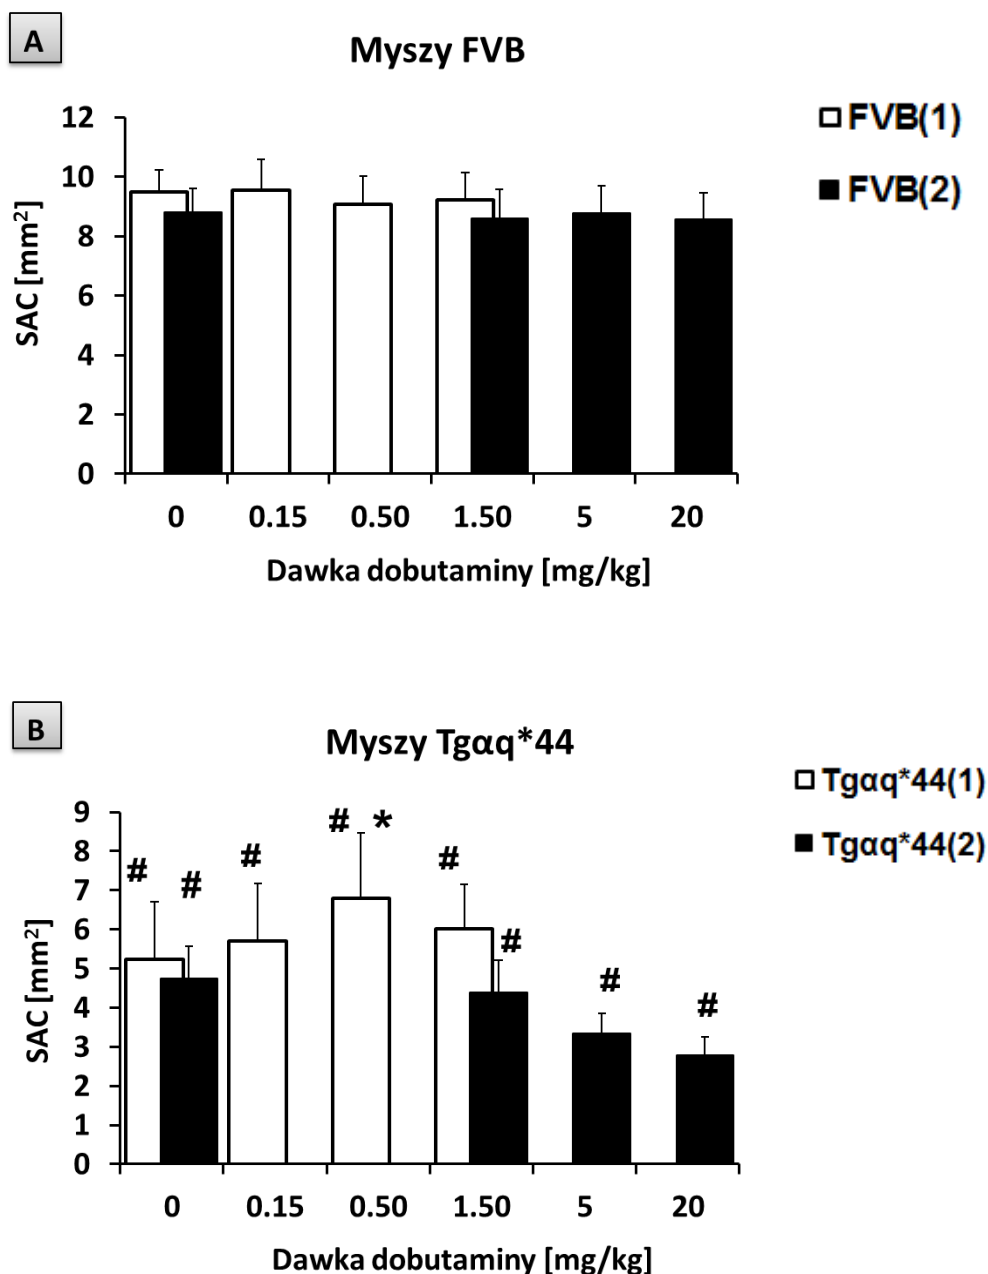 A
Myszy FVB
FVB(1)
FVB(2)
12
10
8
6
4
2
0
SAC [mm²]
0 0.15 0.50 1.50 5 20
Dawka dobutaminy [mg/kg]
B
Myszy Tgαq*44
Tgαq*44(1)
Tgαq*44(2)
9
8
7
6
5
4
3
2
1
0
SAC [mm²]
# # # # * # # # #
0 0.15 0.50 1.50 5 20
Dawka dobutaminy [mg/kg]